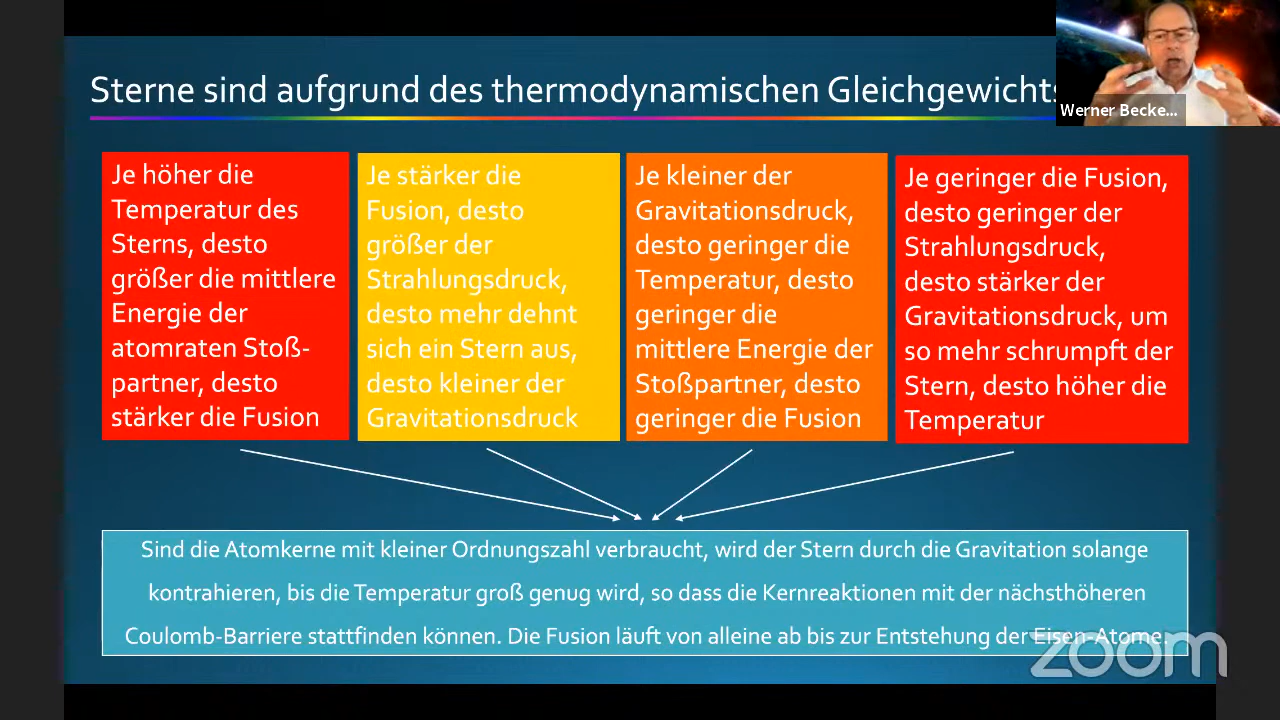 Sterne sind aufgrund des thermodynamischen Gleichgewichts
Werner Becke...
Je höher die
Temperatur des
Sterns, desto
größer die mittlere
Energie der
atomraten Stoß-
partner, desto
stärker die Fusion
Je stärker die
Fusion, desto
größer der
Strahlungsdruck,
desto mehr dehnt
sich ein Stern aus,
desto kleiner der
Gravitationsdruck
Je kleiner der
Gravitationsdruck,
desto geringer die
Temperatur, desto
geringer die
mittlere Energie der
Stoßpartner, desto
geringer die Fusion
Je geringer die Fusion,
desto geringer der
Strahlungsdruck,
desto stärker der
Gravitationsdruck, um
so mehr schrumpft der
Stern, desto höher die
Temperatur
Sind die Atomkerne mit kleiner Ordnungszahl verbraucht, wird der Stern durch die Gravitation solange
kontrahieren, bis die Temperatur groß genug wird, so dass die Kernreaktionen mit der nächsthöheren
Coulomb-Barriere stattfinden können. Die Fusion läuft von alleine ab bis zur Entstehung der Eisen-Atome.
zoom